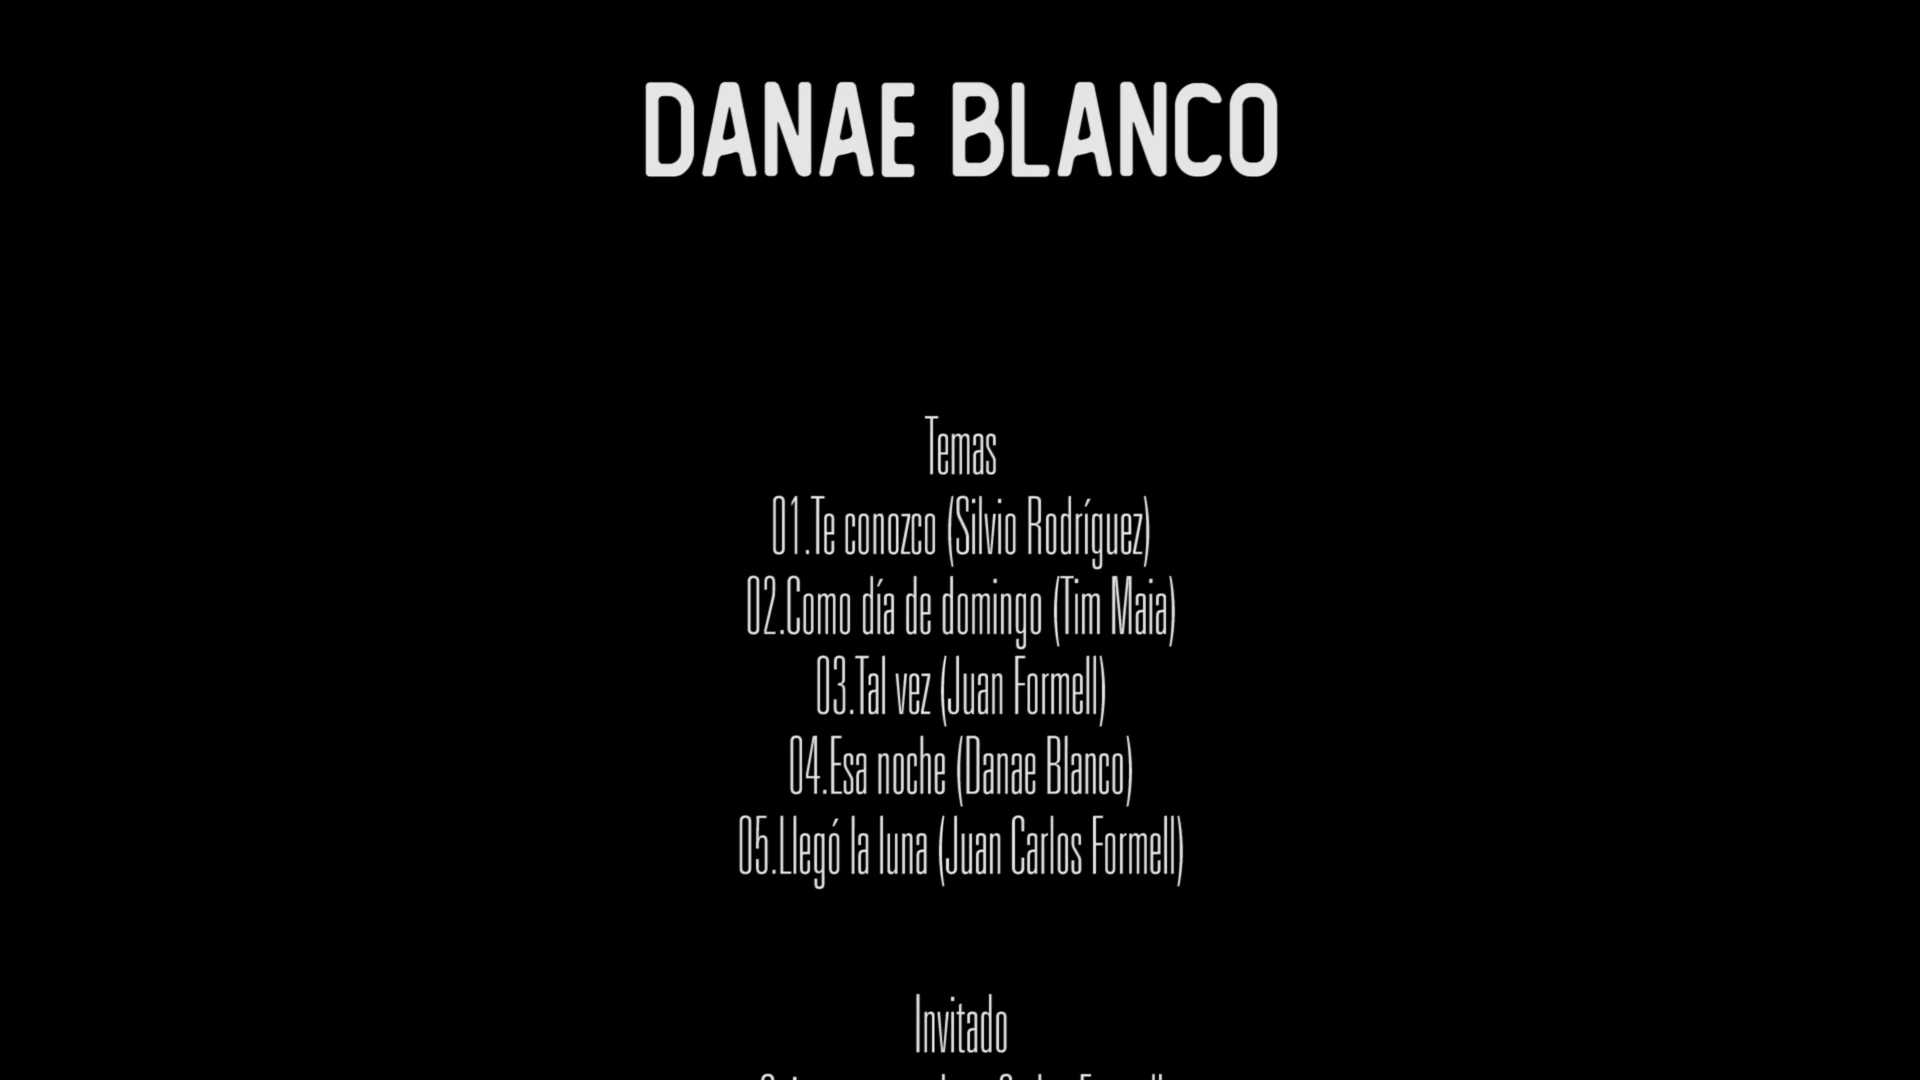 DANAE BLANCO
Temas
01.Te conozco (Silvio Rodríguez)
02.Como día de domingo (Tim Maia)
03.Tal vez (Juan Formell)
04.Esa noche (Danae Blanco)
05.Llegó la luna (Juan Carlos Formell)
Invitado